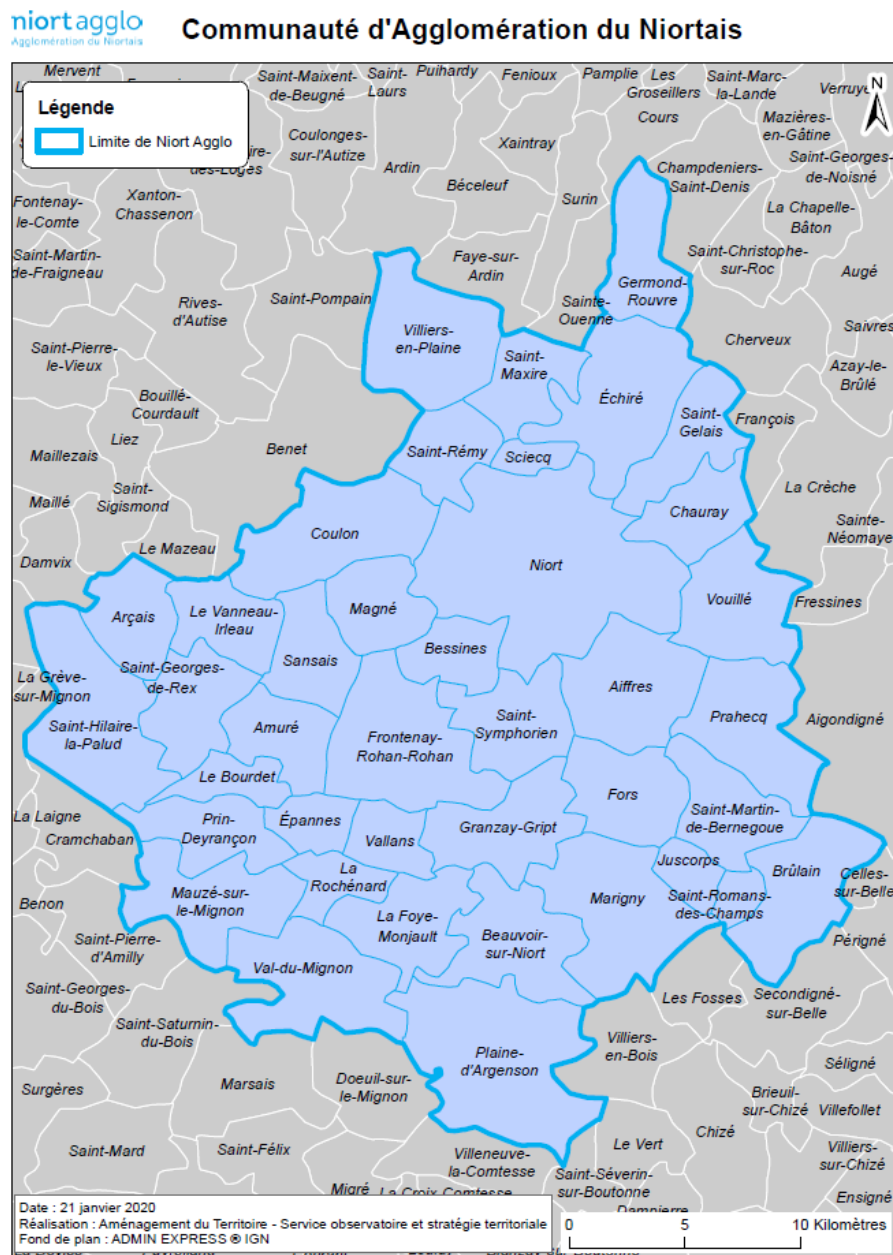 niortagglo
Agglomération du Niortais
Communauté d'Agglomération du Niortais
Mervent
Saint-Maixent-
de-Beugné
Saint-
Laurs
Puihardy
Fenioux
Pamplie
Les
Groseillers
Saint-Marc-
la-Lande
Verruye
N
Légende
Limite de Niort Agglo
Coulonges-
sur-l'Autize
Ardin
Xaintray
Cours
Mazières-
en-Gâtine
Saint-Georges-
de-Noisné
des-Loges
Béceleuf
Surin
Champdeniers-
Saint-Denis
Fontenay-
le-Comte
Xanton-
Chassenon
La Chapelle-
Bâton
Saint-Martin-
de-Fraigneau
Faye-sur-
Ardin
Saint-Christophe-
sur-Roc
Augé
Rives-
d'Autise
Saint-Pompain
Germond-
Rouvre
Sainte-
Ouenne
Villiers-
en-Plaine
Saint-
Maxire
Cherveux
Saivres
Saint-Pierre-
le-Vieux
Azay-le-
Brûlé
Bouillé-
Courdault
Échiré
Saint-
Gelais
François
Liez
Benet
Saint-Rémy
Sciecq
Maillezais
Maillé
Saint-
Sigismond
La Crèche
Chauray
Sainte-
Néomaye
Coulon
Damvix
Le Mazeau
Niort
Vouillé
Fressines
Arçais
Le Vanneau-
Irleau
Magné
Bessines
Sansais
La Grève-
sur-Mignon
Saint-Georges-
de-Rex
Aiffres
Saint-Hilaire-
la-Palud
Amuré
Frontenay-
Rohan-Rohan
Saint-
Symphorien
Prahecq
Aigondigné
Le Bourdet
Fors
La Laigne
Cramchaban
Prin-
Deyrançon
Épannes
Vallans
Granzay-Gript
Saint-Martin-
de-Bernegoue
Juscorps
Brûlain
Celles-
sur-Belle
Benon
Mauzé-sur-
le-Mignon
La
Rochénard
La Foye-
Monjault
Marigny
Saint-Romans-
des-Champs
Beauvoir-
sur-Niort
Périgné
Saint-Pierre-
d'Amilly
Val-du-Mignon
Saint-Georges-
du-Bois
Les Fosses
Secondigné-
sur-Belle
Saint-Saturnin-
du-Bois
Plaine-
d'Argenson
Villiers-
en-Bois
Séligné
Surgères
Marsais
Doeuil-sur-
le-Mignon
Brieuil-
sur-Chizé
Villefollet
Chizé
Saint-Mard
Saint-Félix
Villeneuve-
la-Comtesse
Le Vert
Villiers-
sur-Chizé
Saint-Séverin-
sur-Boutonne
Ensigné
Migré
La Croix-Comtesse
Dampierre
Date : 21 janvier 2020
Réalisation : Aménagement du Territoire - Service observatoire et stratégie territoriale
Fond de plan : ADMIN EXPRESS ® IGN
0 5 10 Kilomètres